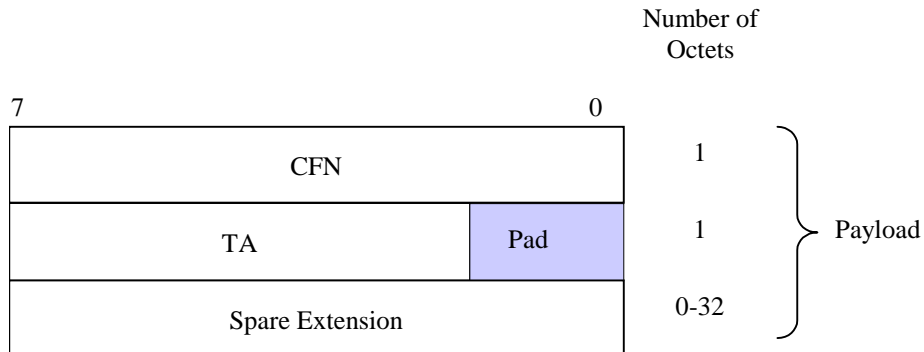 Number of
Octets
7 0
CFN 1
TA Pad 1 Payload
Spare Extension 0-32